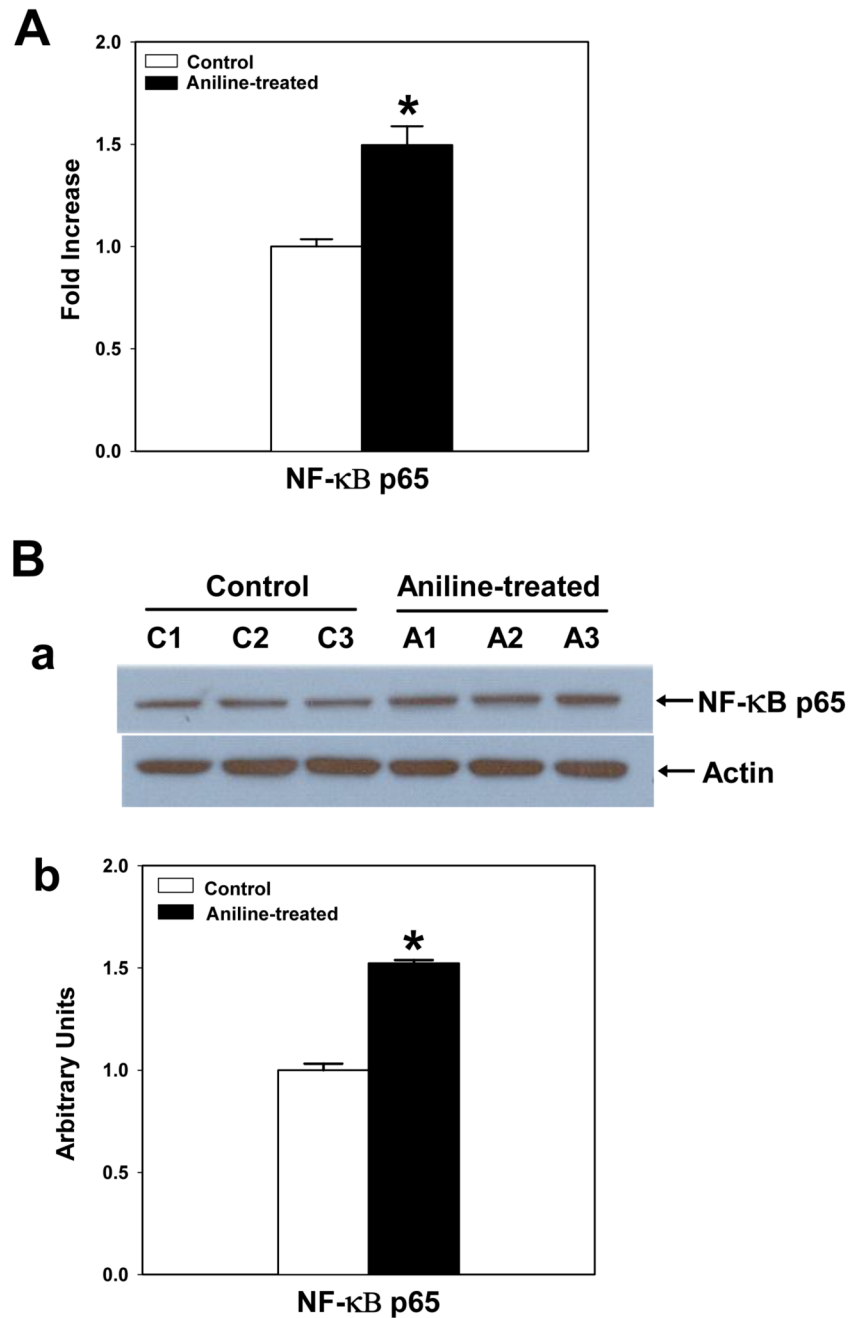 A
2.0
Control
Aniline-treated
*
1.5
1.0
0.5
0.0
Fold Increase
NF-κB p65
B
Control Aniline-treated
a
C1 C2 C3 A1 A2 A3
NF-κB p65
Actin
b
2.0
Control
Aniline-treated
*
1.5
1.0
0.5
0.0
Arbitrary Units
NF-κB p65